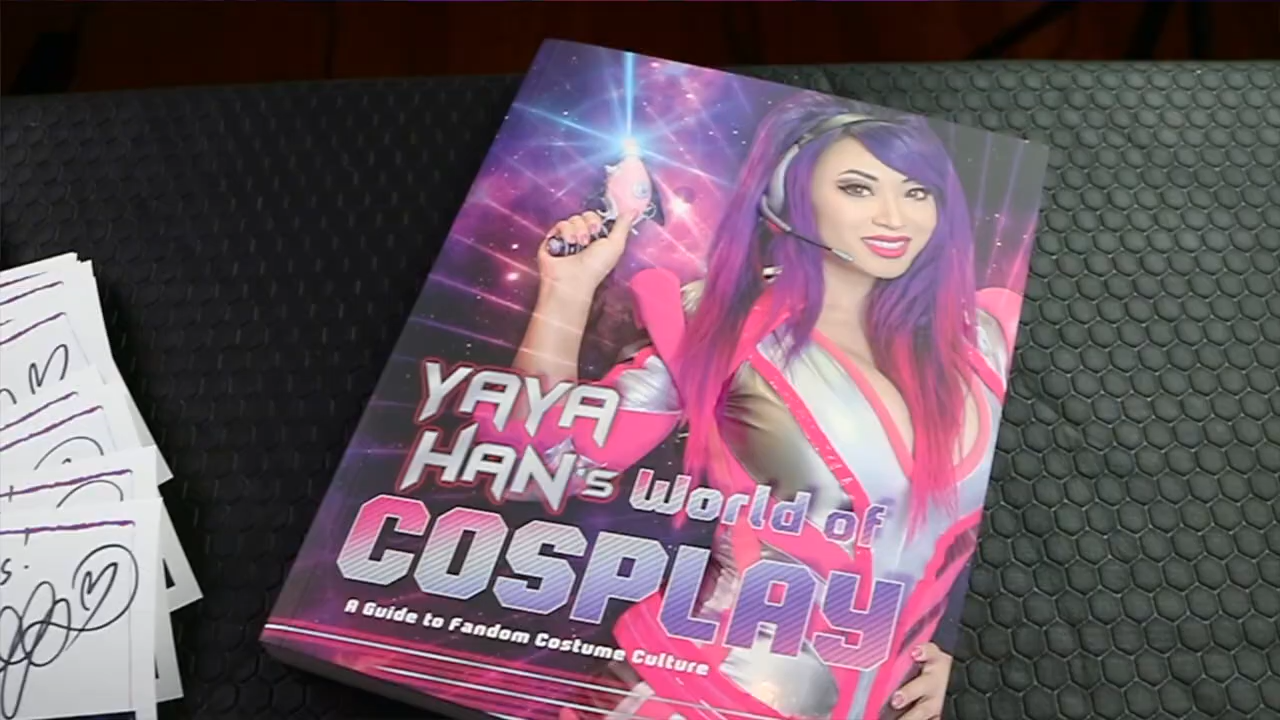 YAYA
HAN's World of
COSPLAY
A Guide to Fandom Costume Culture
s.